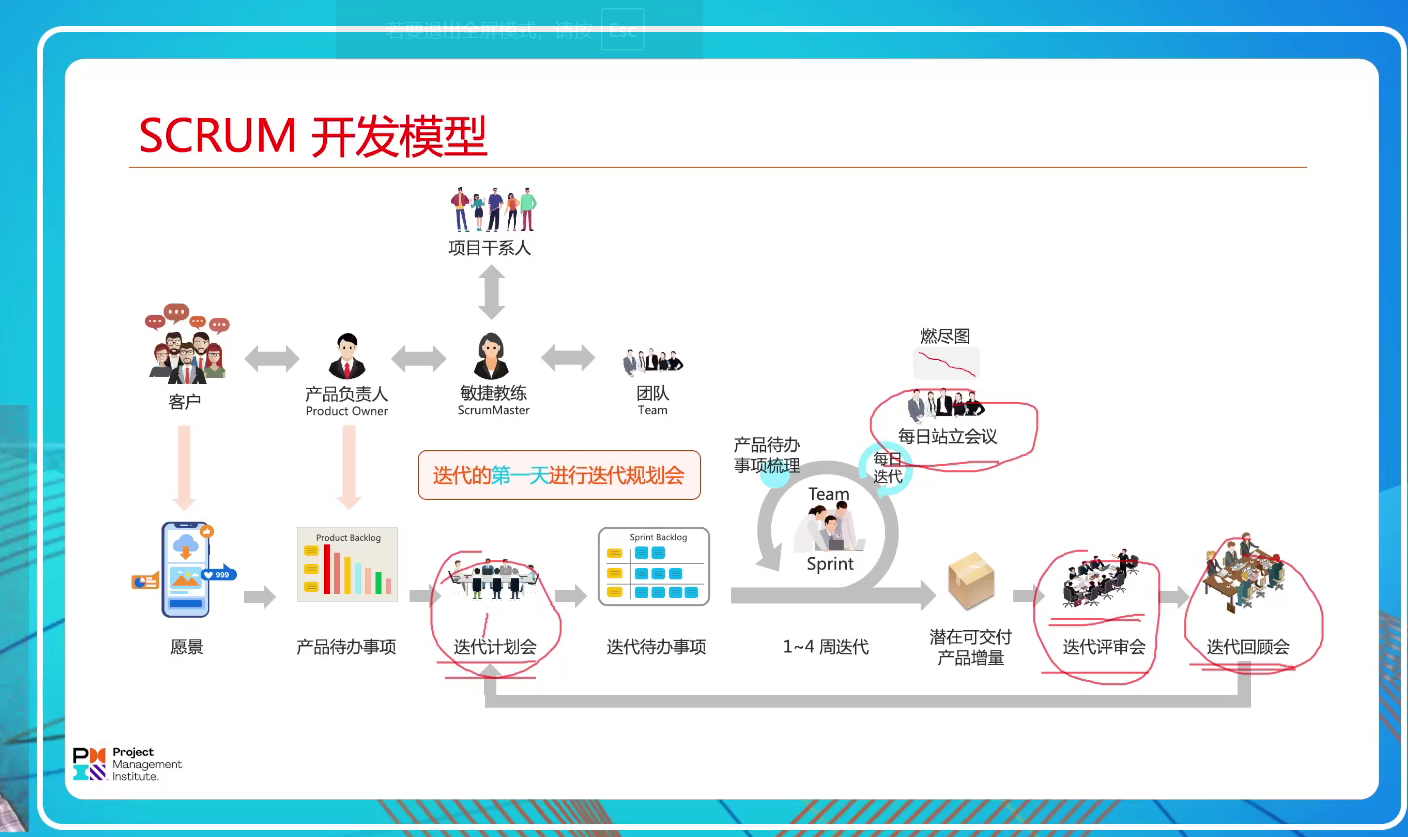 若要退出全屏模式，请按 Esc
SCRUM 开发模型
项目干系人
客户
产品负责人
Product Owner
敏捷教练
ScrumMaster
团队
Team
燃尽图
每日站立会议
产品待办
事项梳理
每日
迭代
迭代的第一天进行迭代规划会
Team
Sprint
999
Product Backlog
Sprint Backlog
愿景
产品待办事项
迭代计划会
迭代待办事项
1~4 周迭代
潜在可交付
产品增量
迭代评审会
迭代回顾会
Project
Management
Institute.